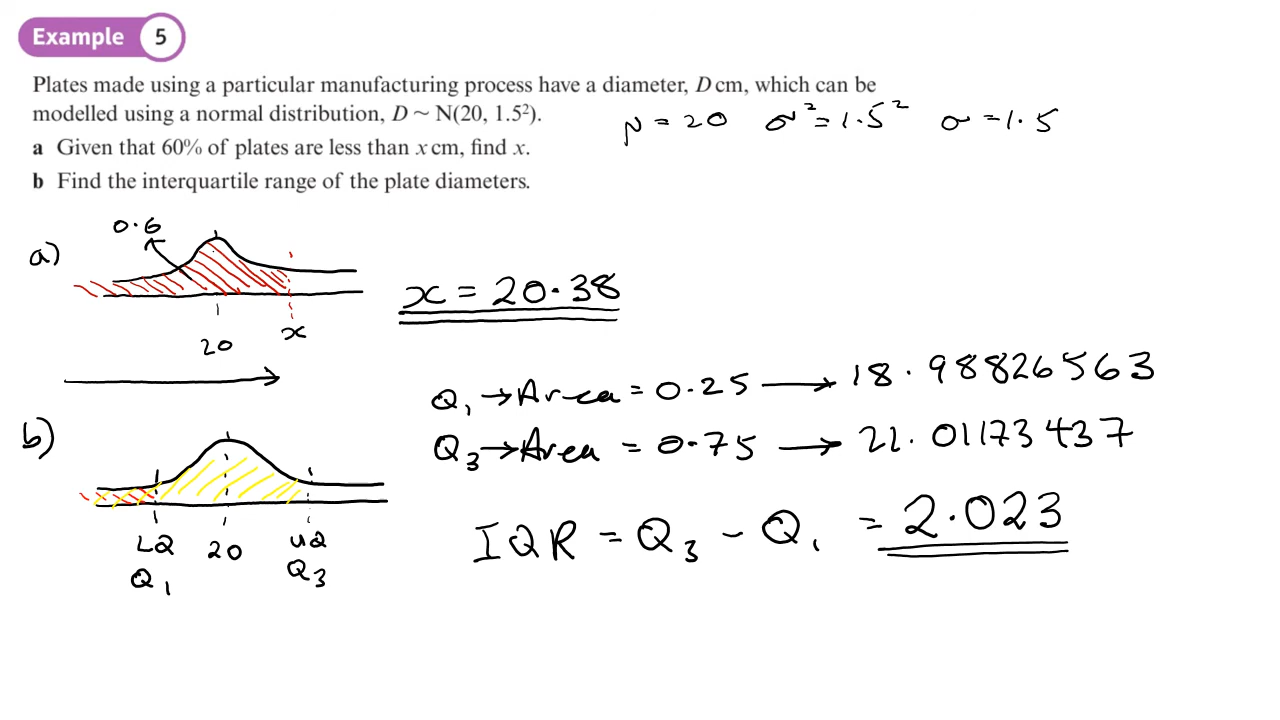 Example 5
Plates made using a particular manufacturing process have a diameter, D cm, which can be
modelled using a normal distribution, D ~ N(20, 1.5²).
μ = 20 σ² = 1.5² σ = 1.5
a Given that 60% of plates are less than x cm, find x.
b Find the interquartile range of the plate diameters.
a)
0.6
20
x
x = 20.38
b)
Q₁ → Area = 0.25 → 18.98826563
Q₃ → Area = 0.75 → 21.01173437
LQ 20 UQ
Q₁ Q₃
IQR = Q₃ - Q₁ = 2.023